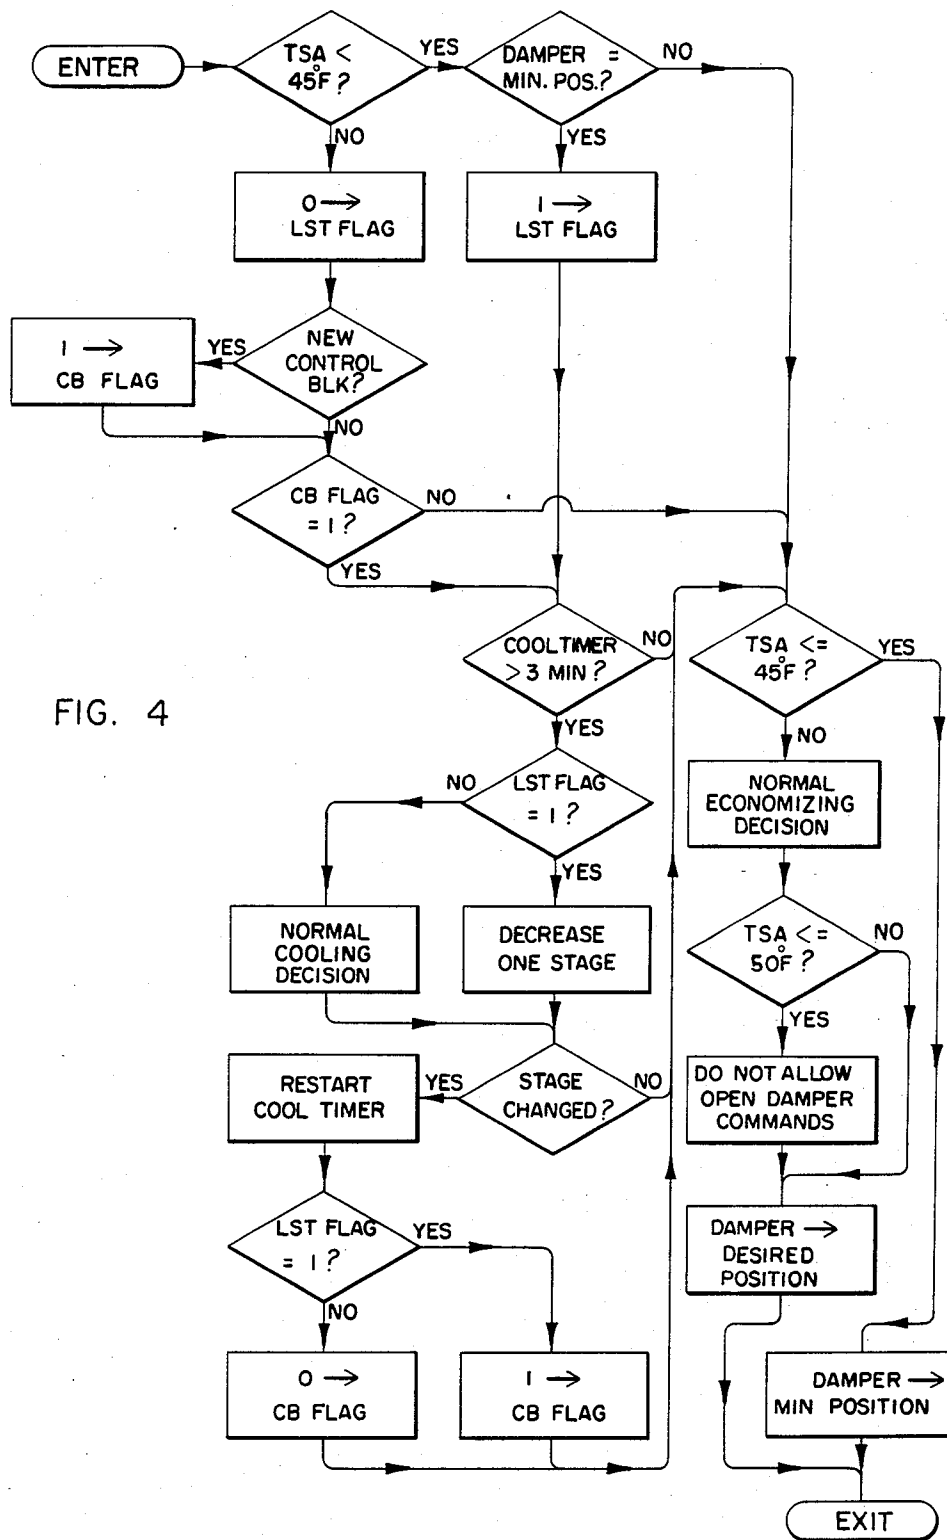 ENTER
TSA <
45°F ?
YES
DAMPER =
MIN. POS.?
NO
NO
YES
0 →
LST FLAG
1 →
LST FLAG
NEW
CONTROL
BLK?
YES
1 →
CB FLAG
NO
CB FLAG
= 1 ?
NO
YES
COOL TIMER
> 3 MIN ?
NO
TSA <=
45°F ?
YES
FIG. 4
YES
NO
LST FLAG
= 1 ?
NO
NORMAL
ECONOMIZING
DECISION
YES
NORMAL
COOLING
DECISION
DECREASE
ONE STAGE
TSA <=
50°F ?
NO
YES
RESTART
COOL TIMER
YES
STAGE
CHANGED?
NO
DO NOT ALLOW
OPEN DAMPER
COMMANDS
LST FLAG
= 1 ?
YES
DAMPER →
DESIRED
POSITION
NO
0 →
CB FLAG
1 →
CB FLAG
DAMPER →
MIN POSITION
EXIT